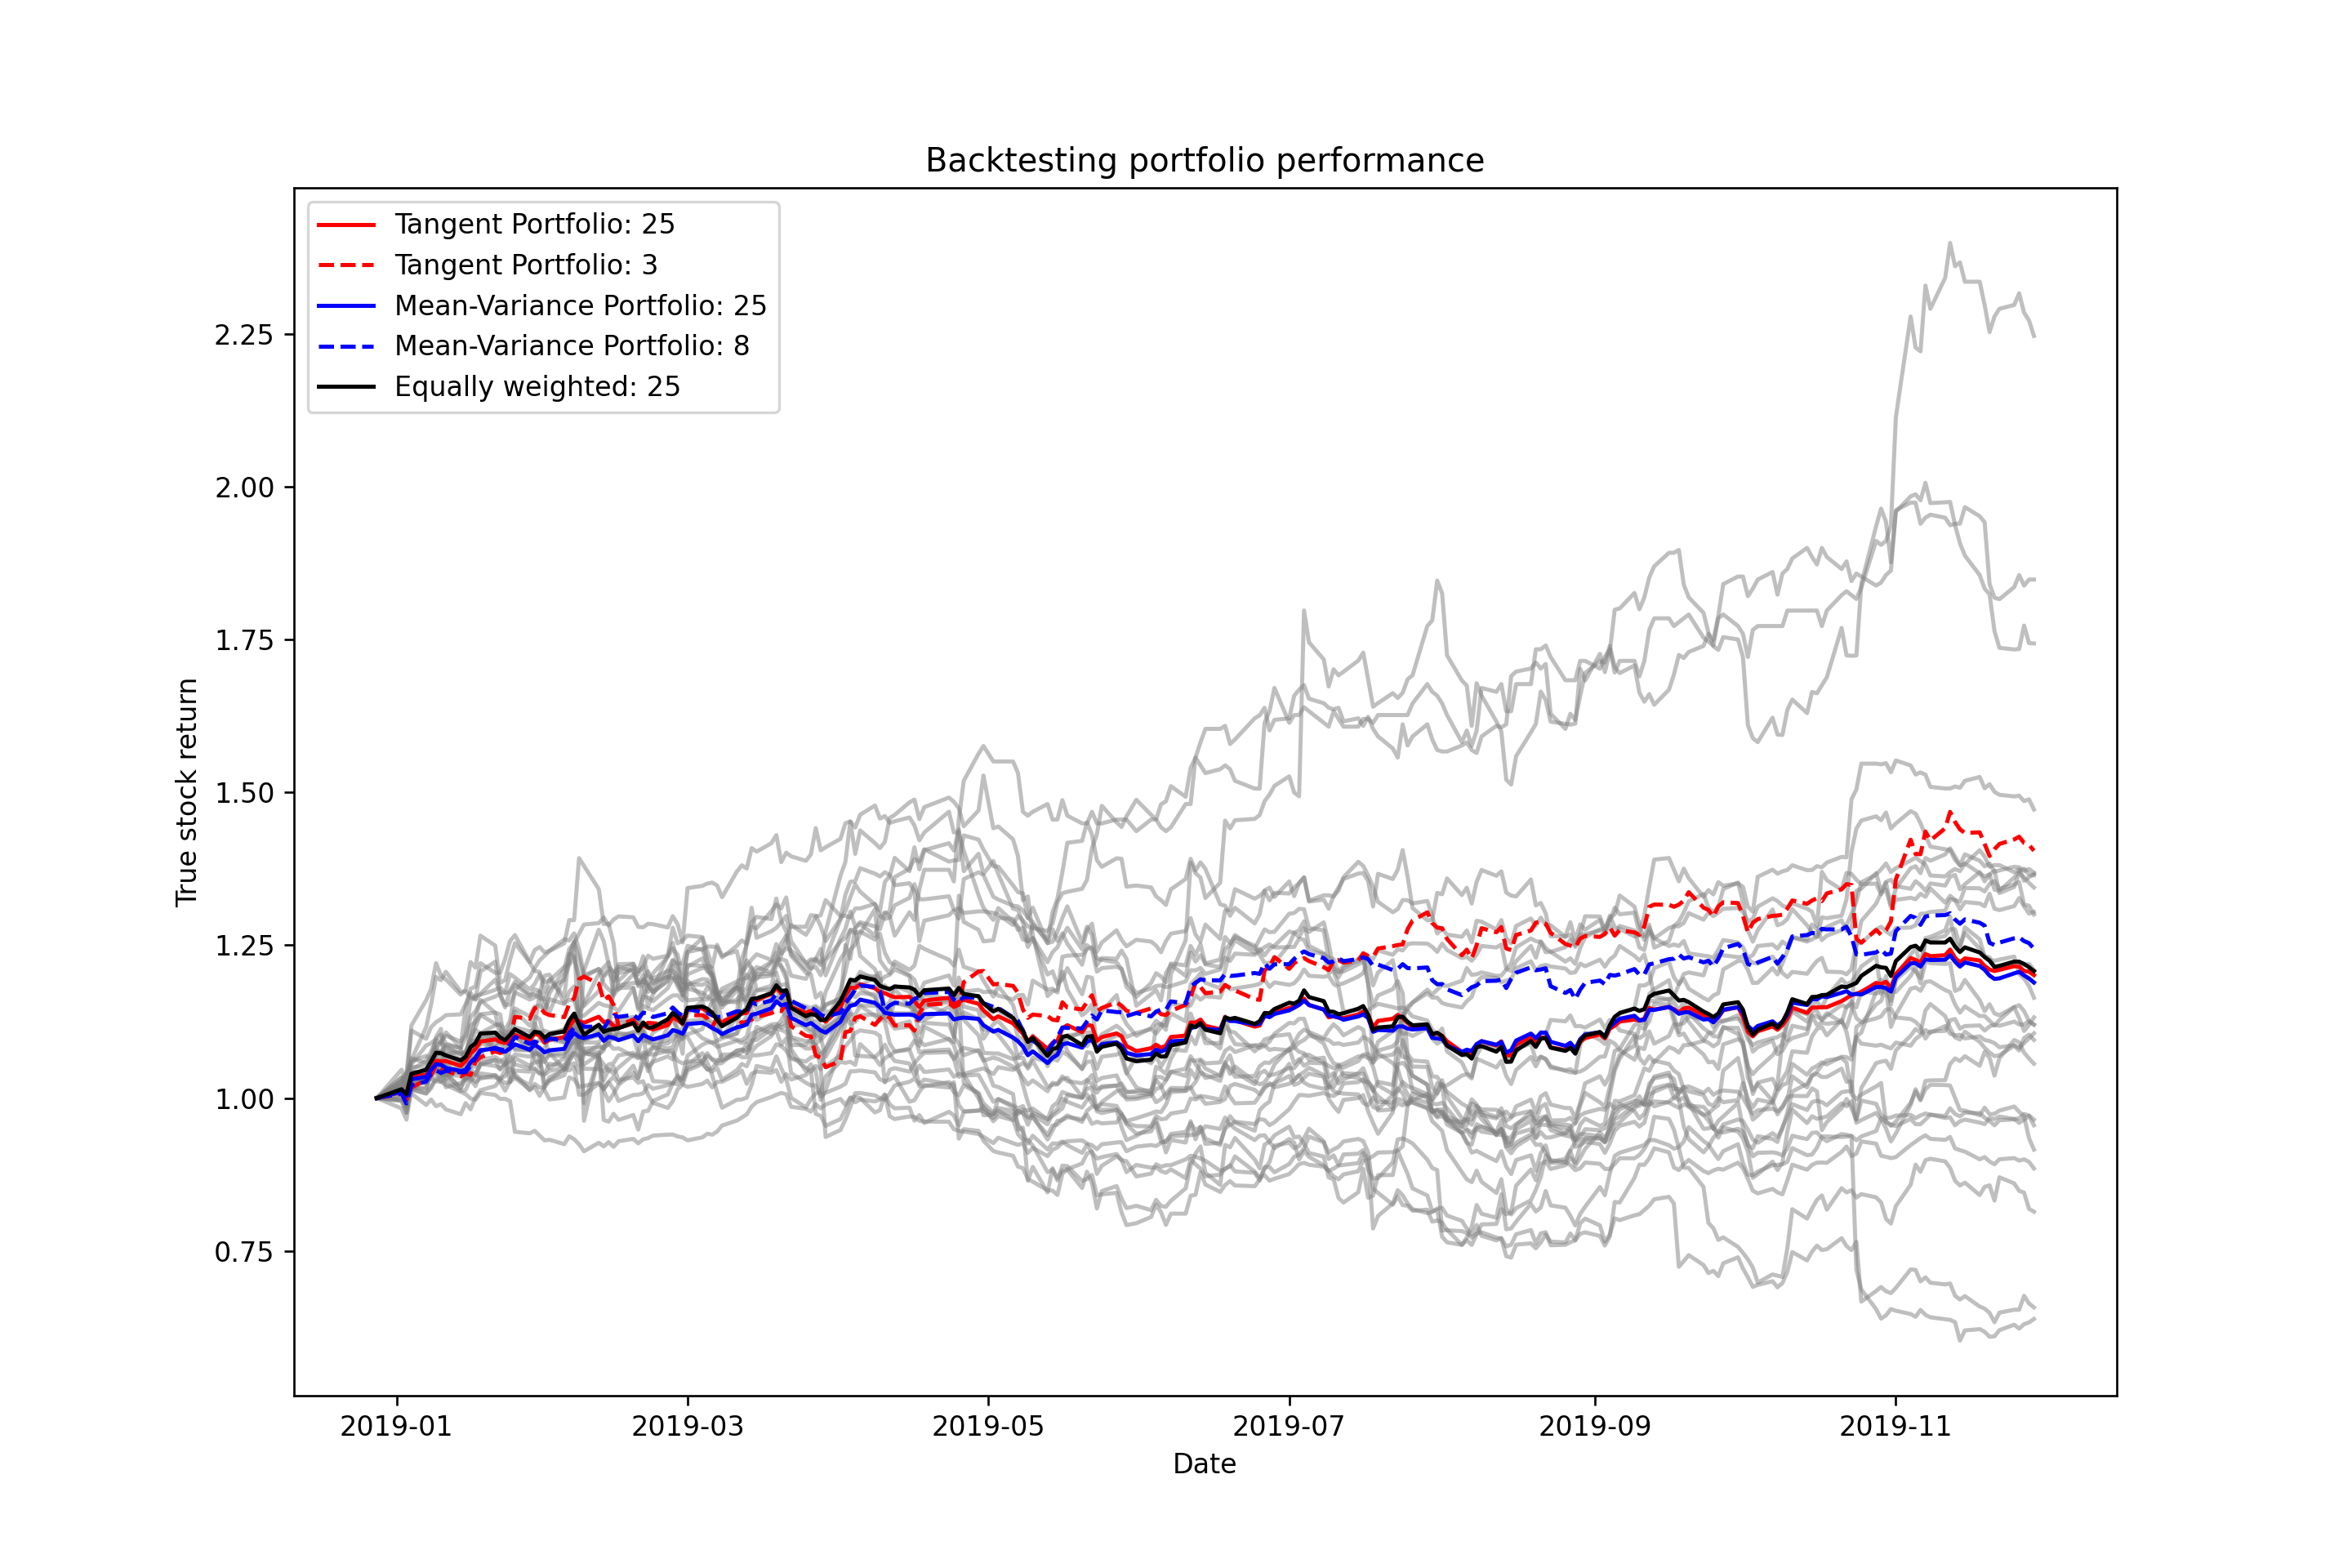 Backtesting portfolio performance
Tangent Portfolio: 25
Tangent Portfolio: 3
Mean-Variance Portfolio: 25
Mean-Variance Portfolio: 8
Equally weighted: 25
True stock return
2.25
2.00
1.75
1.50
1.25
1.00
0.75
2019-01 2019-03 2019-05 2019-07 2019-09 2019-11
Date